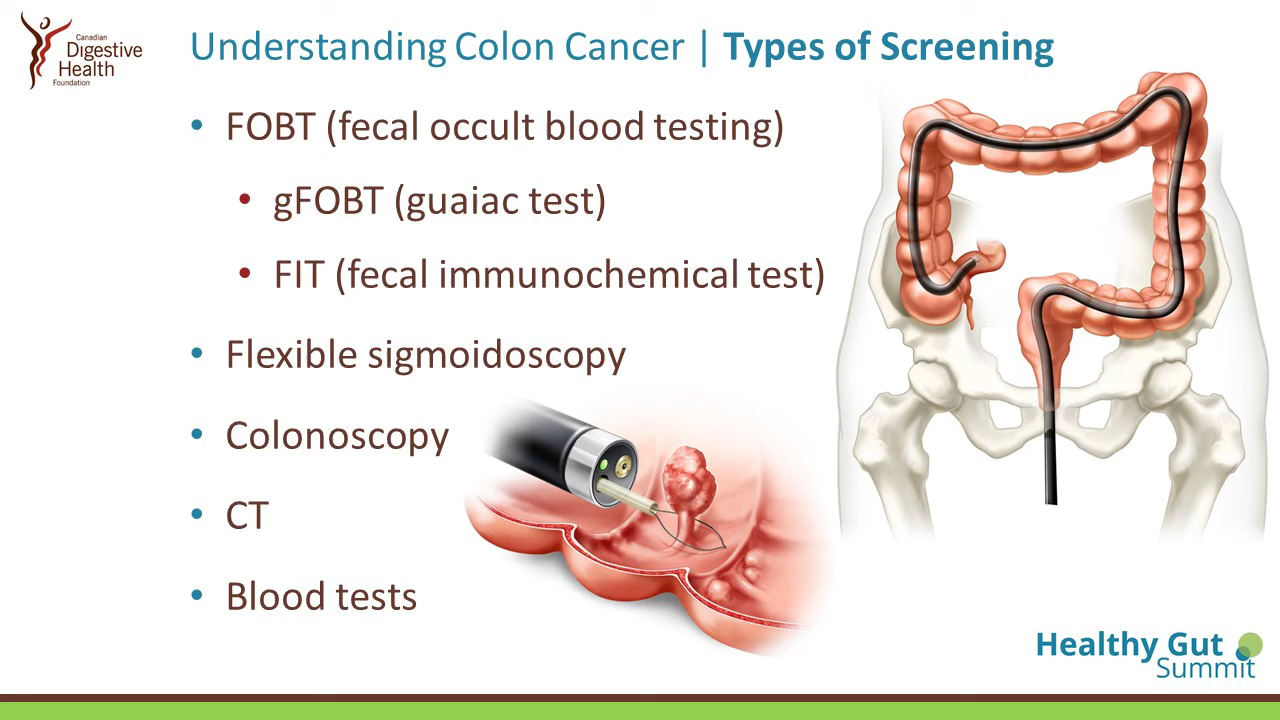 Canadian
Digestive
Health
Foundation
Understanding Colon Cancer | Types of Screening
• FOBT (fecal occult blood testing)
• gFOBT (guaiac test)
• FIT (fecal immunochemical test)
• Flexible sigmoidoscopy
• Colonoscopy
• CT
• Blood tests
Healthy Gut
Summit